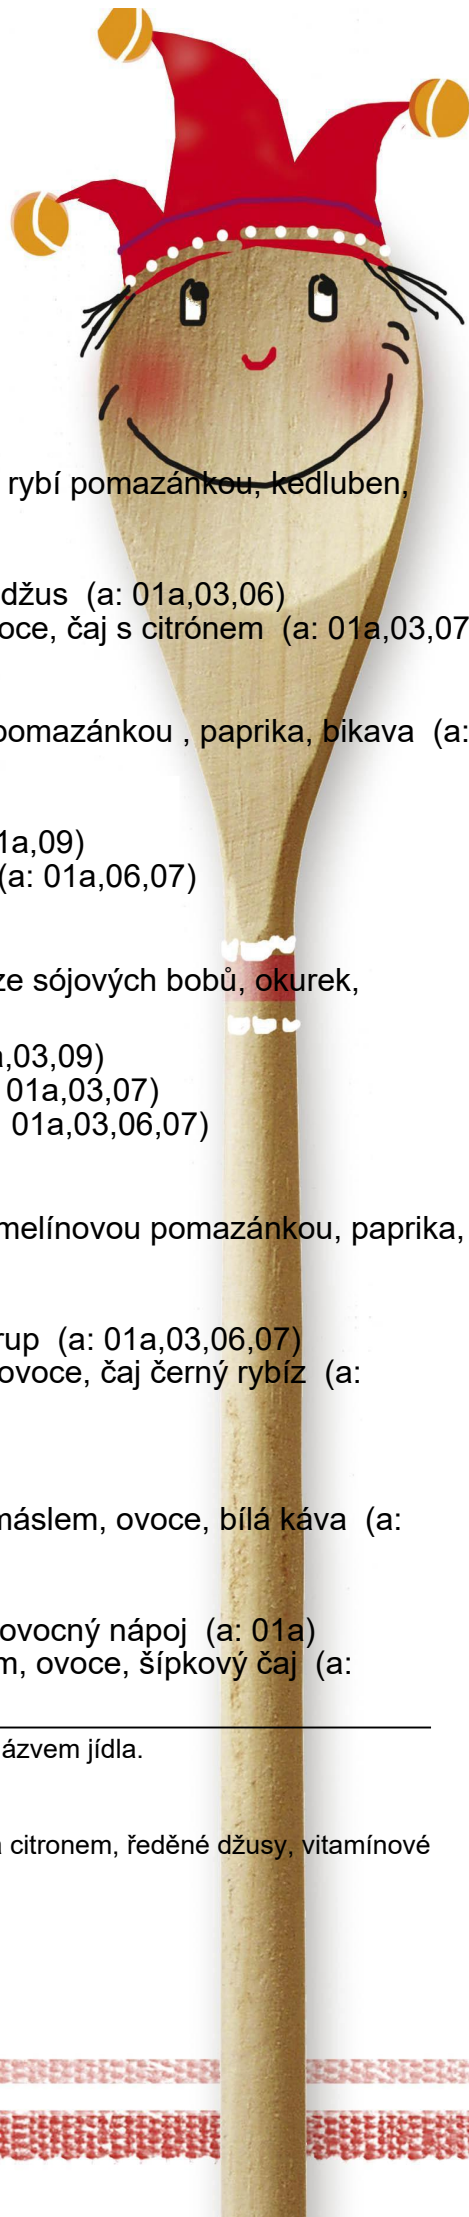 rybí pomazánkou, kedluben,
džus (a: 01a,03,06)
oce, čaj s citrónem (a: 01a,03,07
pomazánkou , paprika, bikava (a:
1a,09)
(a: 01a,06,07)
ze sójových bobů, okurek,
a,03,09)
01a,03,07)
01a,03,06,07)
melínovou pomazánkou, paprika,
rup (a: 01a,03,06,07)
ovoce, čaj černý rybíz (a:
máslem, ovoce, bílá káva (a:
ovocný nápoj (a: 01a)
m, ovoce, šípkový čaj (a:
ázvem jídla.
a citronem, ředěné džusy, vitamínové